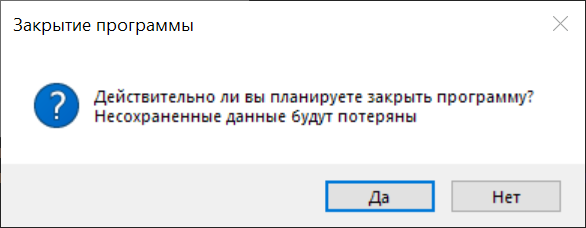 Закрытие программы
Действительно ли вы планируете закрыть программу?
Несохраненные данные будут потеряны
Да
Нет